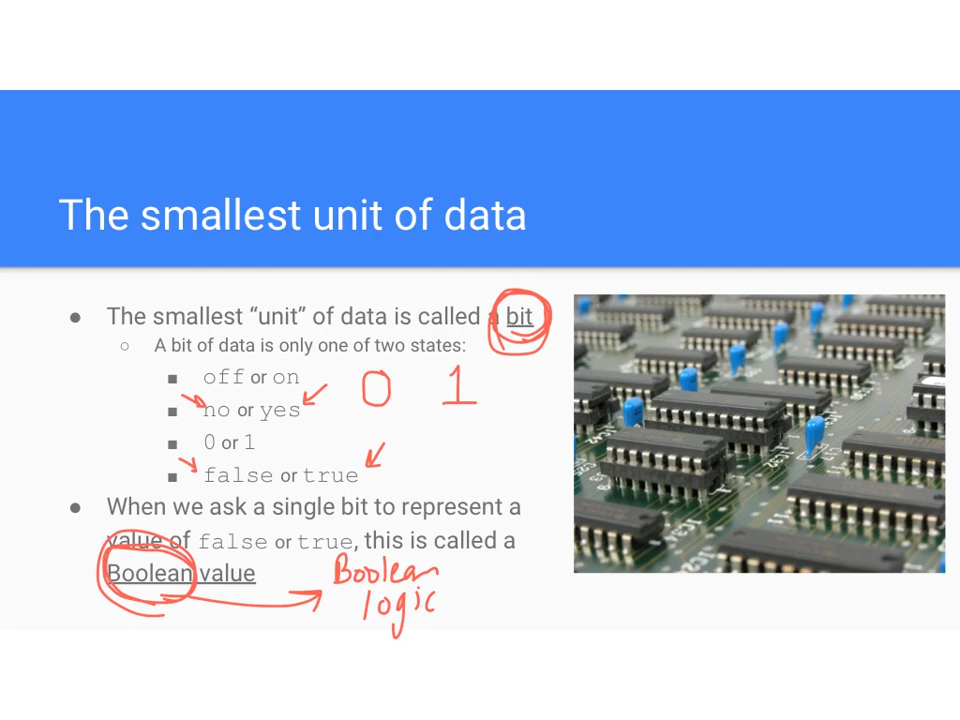 The smallest unit of data
● The smallest “unit” of data is called a bit
○ A bit of data is only one of two states:
■ off or on
■ no or yes
0 1
■ 0 or 1
■ false or true
● When we ask a single bit to represent a
value of false or true, this is called a
Boolean value
Boolean
logic